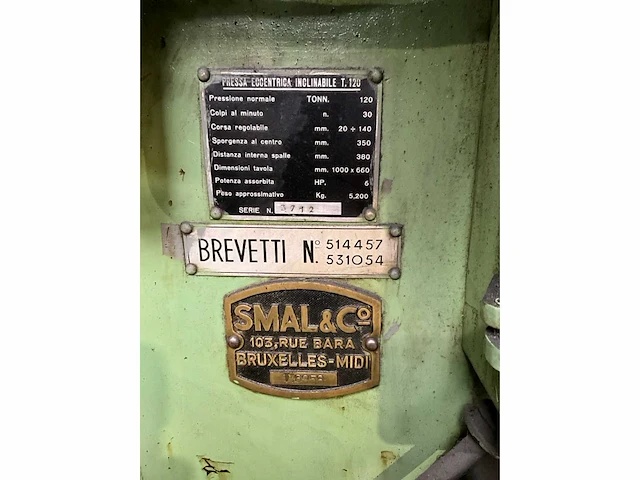 PRESSA ECCENTRICA INCLINABILE T. 120
Pressione normale TONN. 120
Colpi al minuto n. 30
Corsa regolabile mm. 20 ÷ 140
Sporgenza al centro mm. 350
Distanza interna spalle mm. 380
Dimensioni tavola mm. 1000 x 660
Potenza assorbita HP. 6
Peso approssimativo Kg. 5.200
SERIE N. 3712
BREVETTI N° 514457
531054
SMAL & Cº
103, RUE BARA
BRUXELLES-MIDI